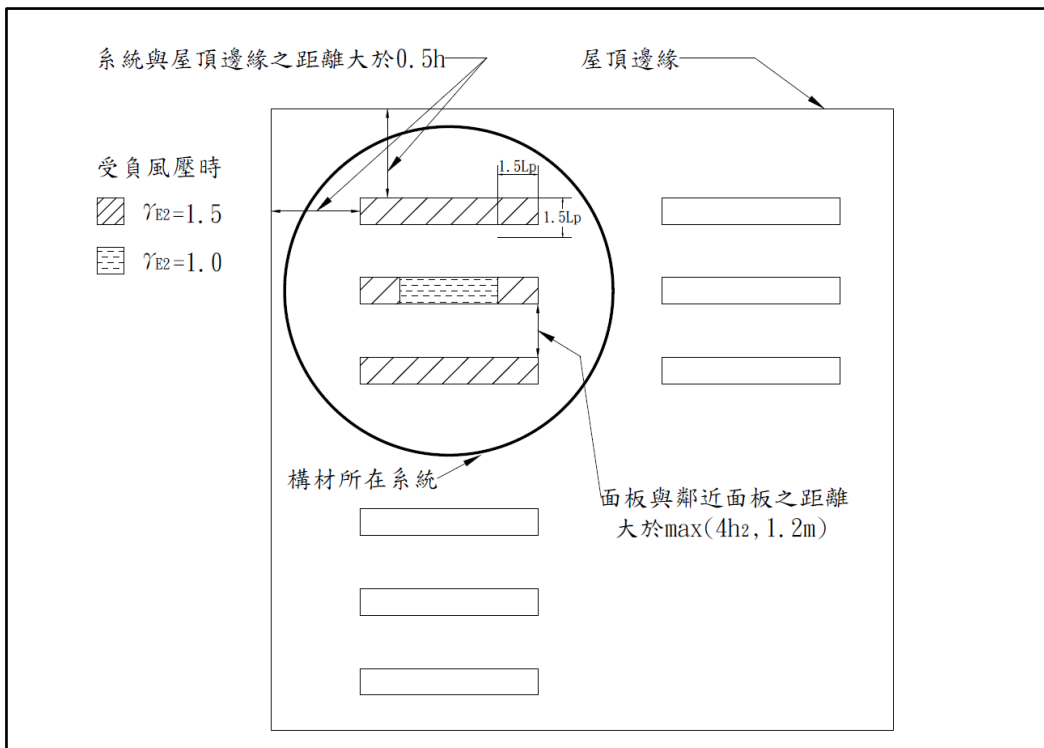 系統與屋頂邊緣之距離大於0.5h
屋頂邊緣
受負風壓時
γE2=1.5
γE2=1.0
1.5Lp
1.5Lp
構材所在系統
面板與鄰近面板之距離
大於max(4h2,1.2m)